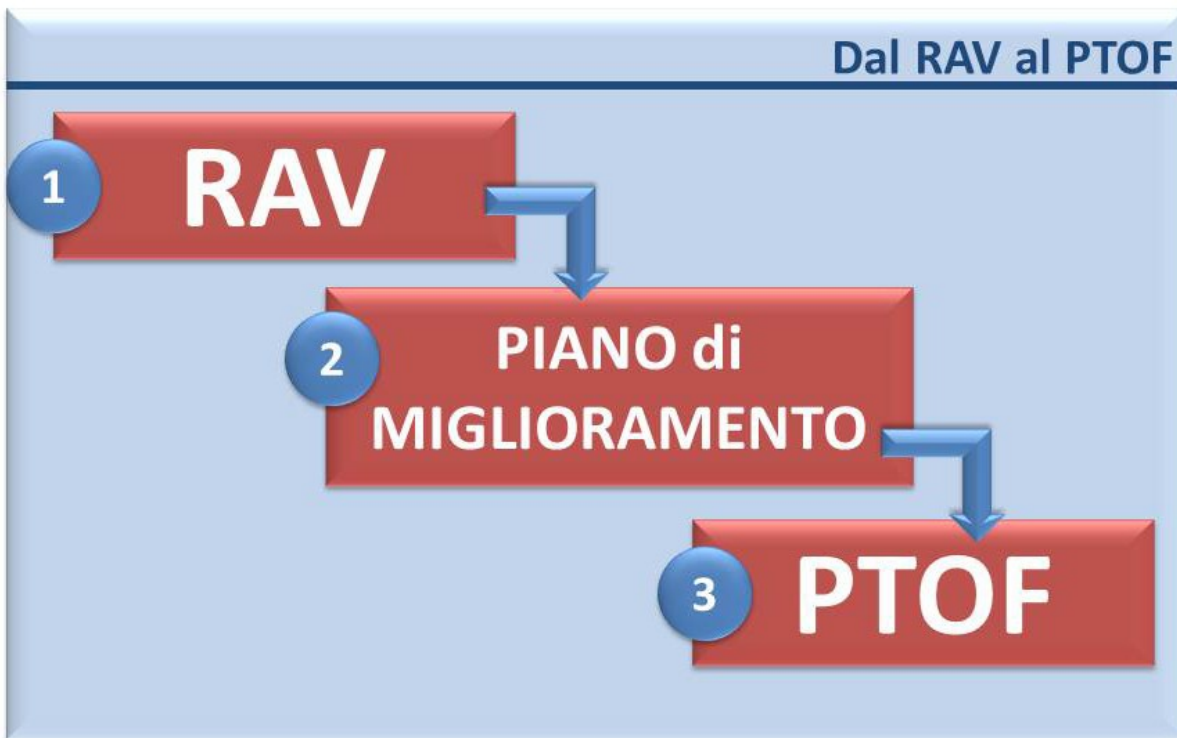 Dal RAV al PTOF
1
RAV
2
PIANO di
MIGLIORAMENTO
3
PTOF